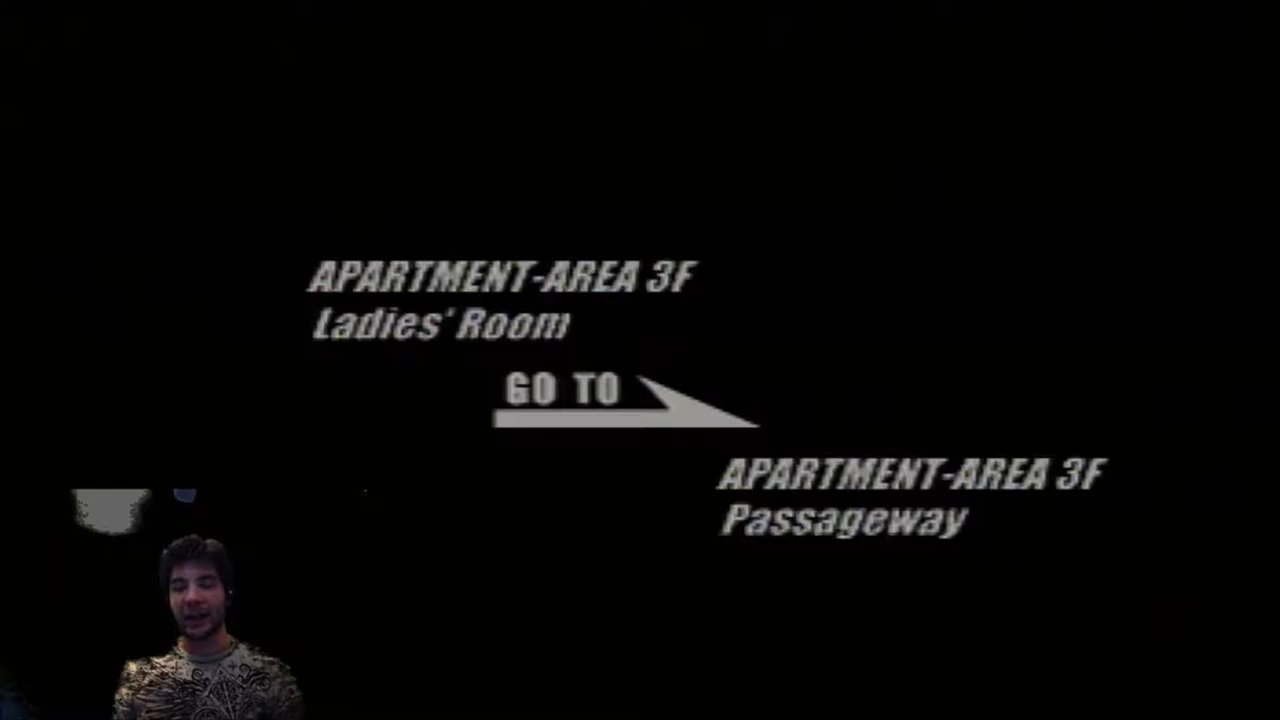 APARTMENT-AREA 3F
Ladies' Room
GO TO
APARTMENT-AREA 3F
Passageway